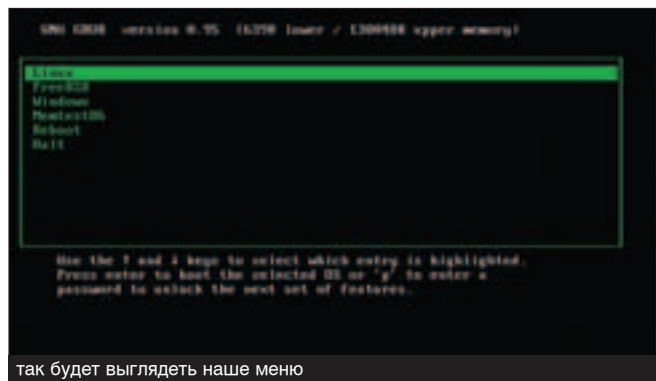 GNU GRUB version 0.95 (639K lower / upper memory)
Linux
FreeBSD
Windows
Memtest86
Reboot
Halt
Use the ↑ and ↓ keys to select which entry is highlighted.
Press enter to boot the selected OS or 'p' to enter a
password to unlock the next set of features.
так будет выглядеть наше меню